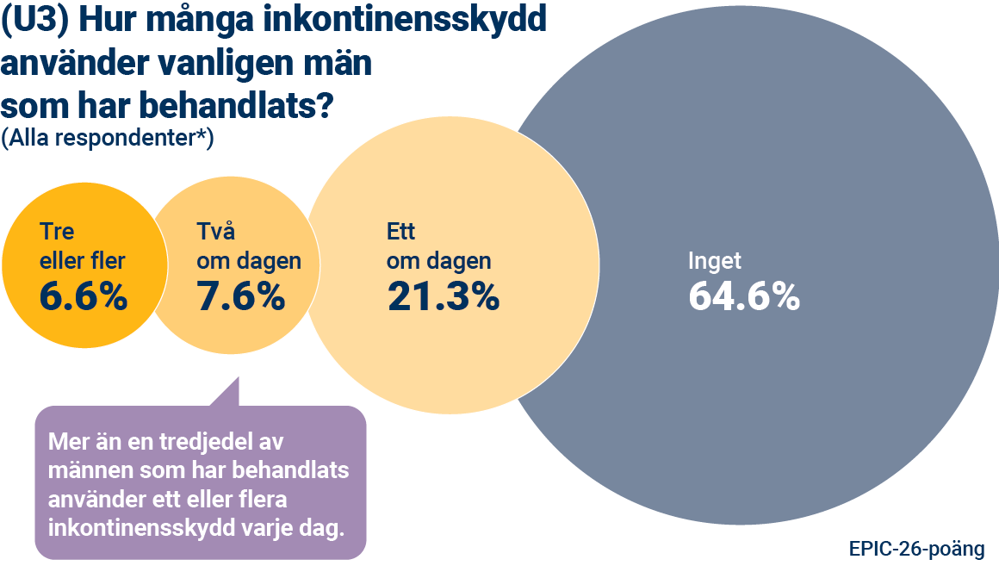 (U3) Hur många inkontinensskydd
använder vanligen män
som har behandlats?
(Alla respondenter*)
Tre
eller fler
6.6%
Två
om dagen
7.6%
Ett
om dagen
21.3%
Inget
64.6%
Mer än en tredjedel av
männen som har behandlats
använder ett eller flera
inkontinensskydd varje dag.
EPIC-26-poäng